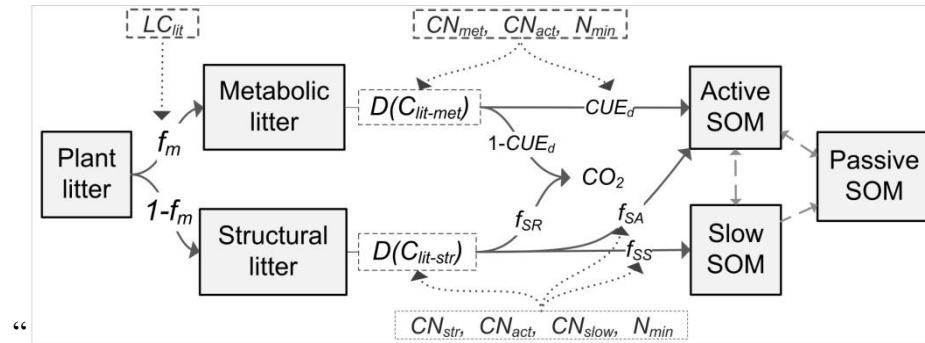 LC_lit
CN_met, CN_act, N_min
Metabolic
litter
D(C_lit-met)
CUE_d
Active
SOM
f_m
1-CUE_d
Plant
litter
CO_2
Passive
SOM
1-f_m
f_SR
f_SA
Structural
litter
D(C_lit-str)
f_SS
Slow
SOM
CN_str, CN_act, CN_slow, N_min
“